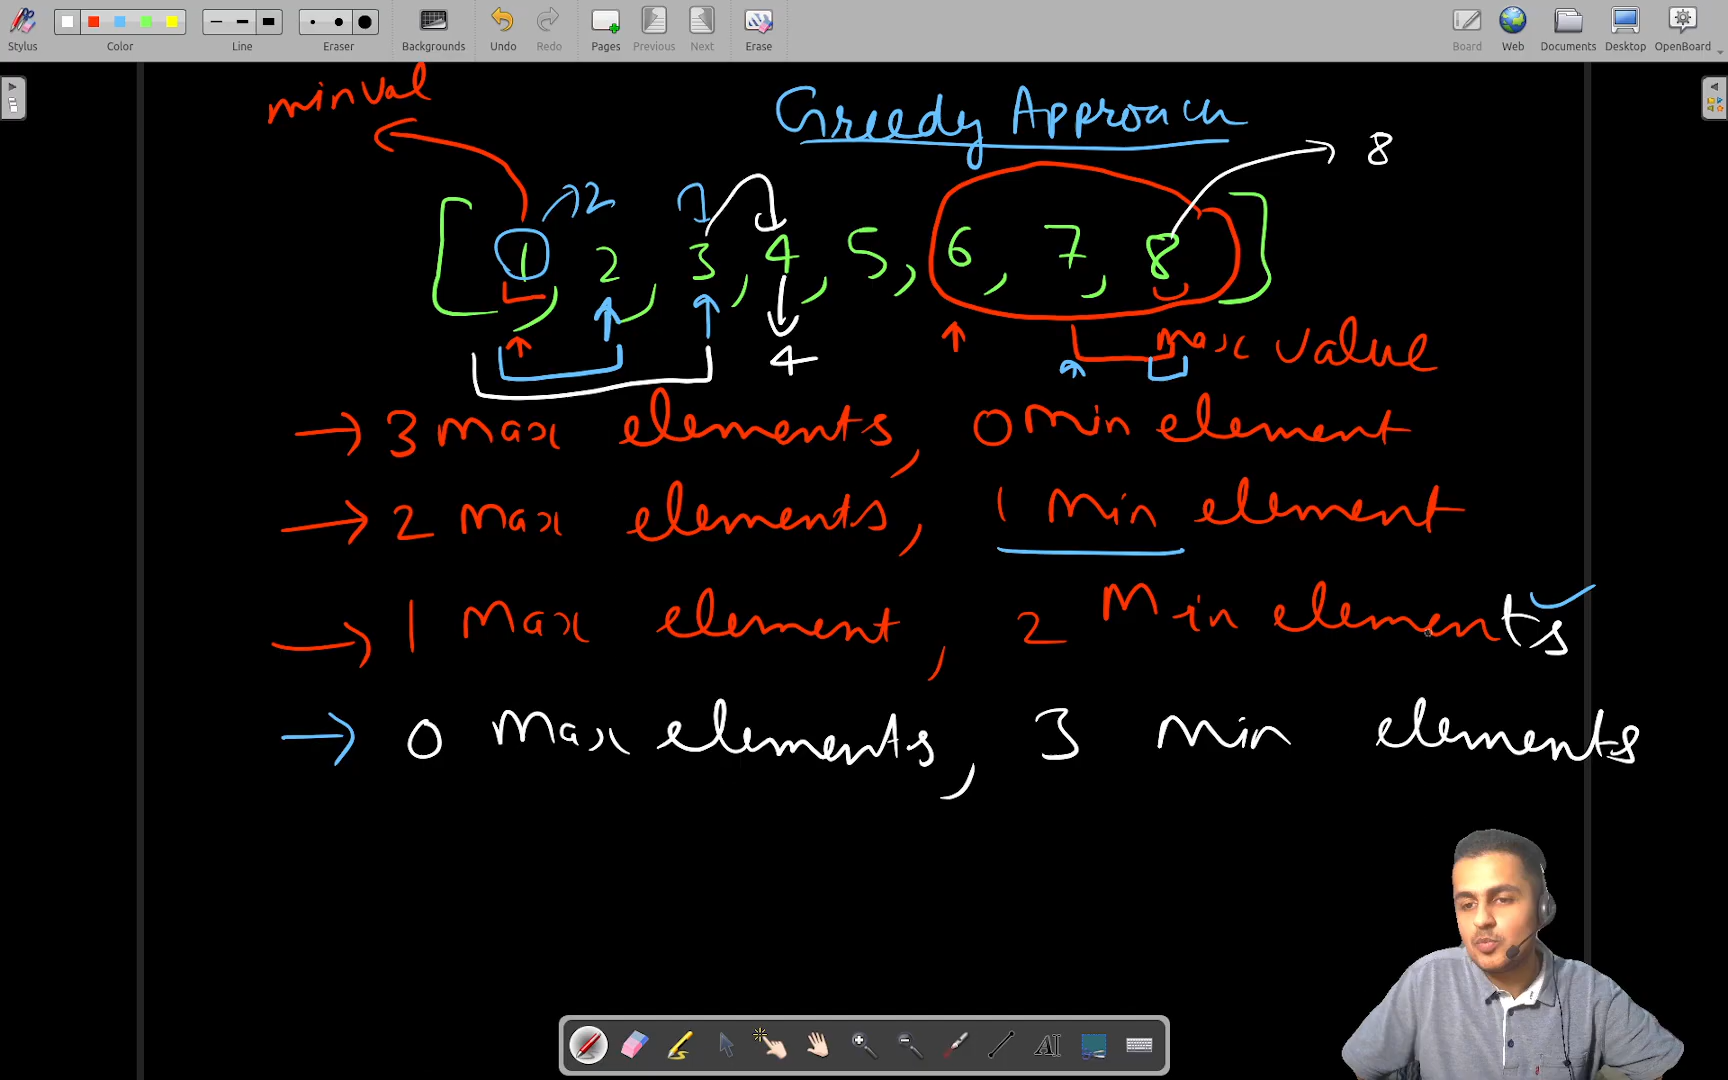 Stylus Color Line Eraser Backgrounds Undo Redo Pages Previous Next Erase Board Web Documents Desktop OpenBoard
minval
Greedy Approach
8
2
[1, 2, 3, 4, 5, 6, 7, 8]
4
max value
→ 3 max elements, 0 min element
→ 2 max elements, 1 min element
→ 1 max element, 2 min elements
→ 0 max elements, 3 min elements
AI